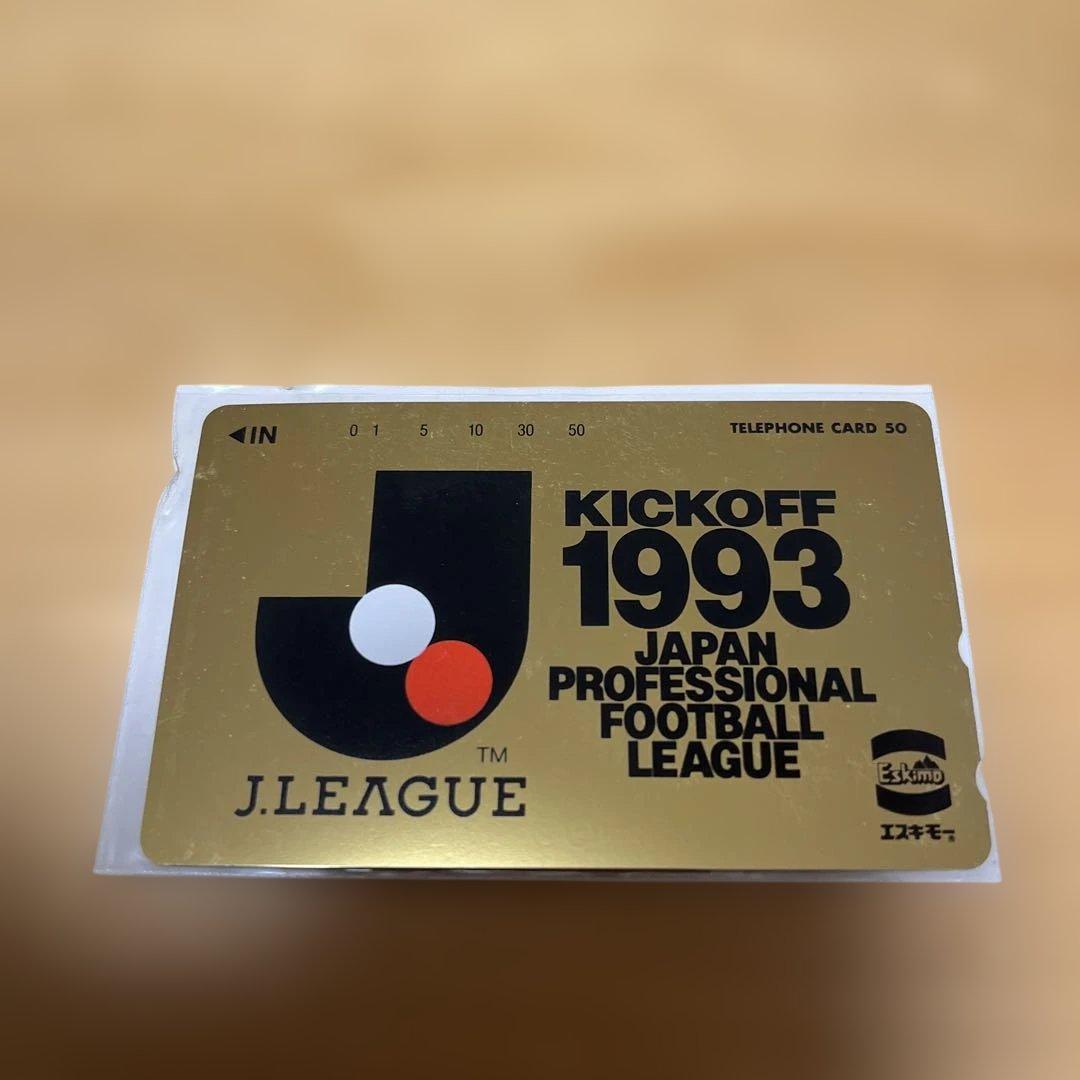 ◀IN 0 1 5 10 30 50 TELEPHONE CARD 50
KICKOFF
1993
JAPAN
PROFESSIONAL
FOOTBALL
LEAGUE
TM
J.LEAGUE
Eskimo
エスキモー®